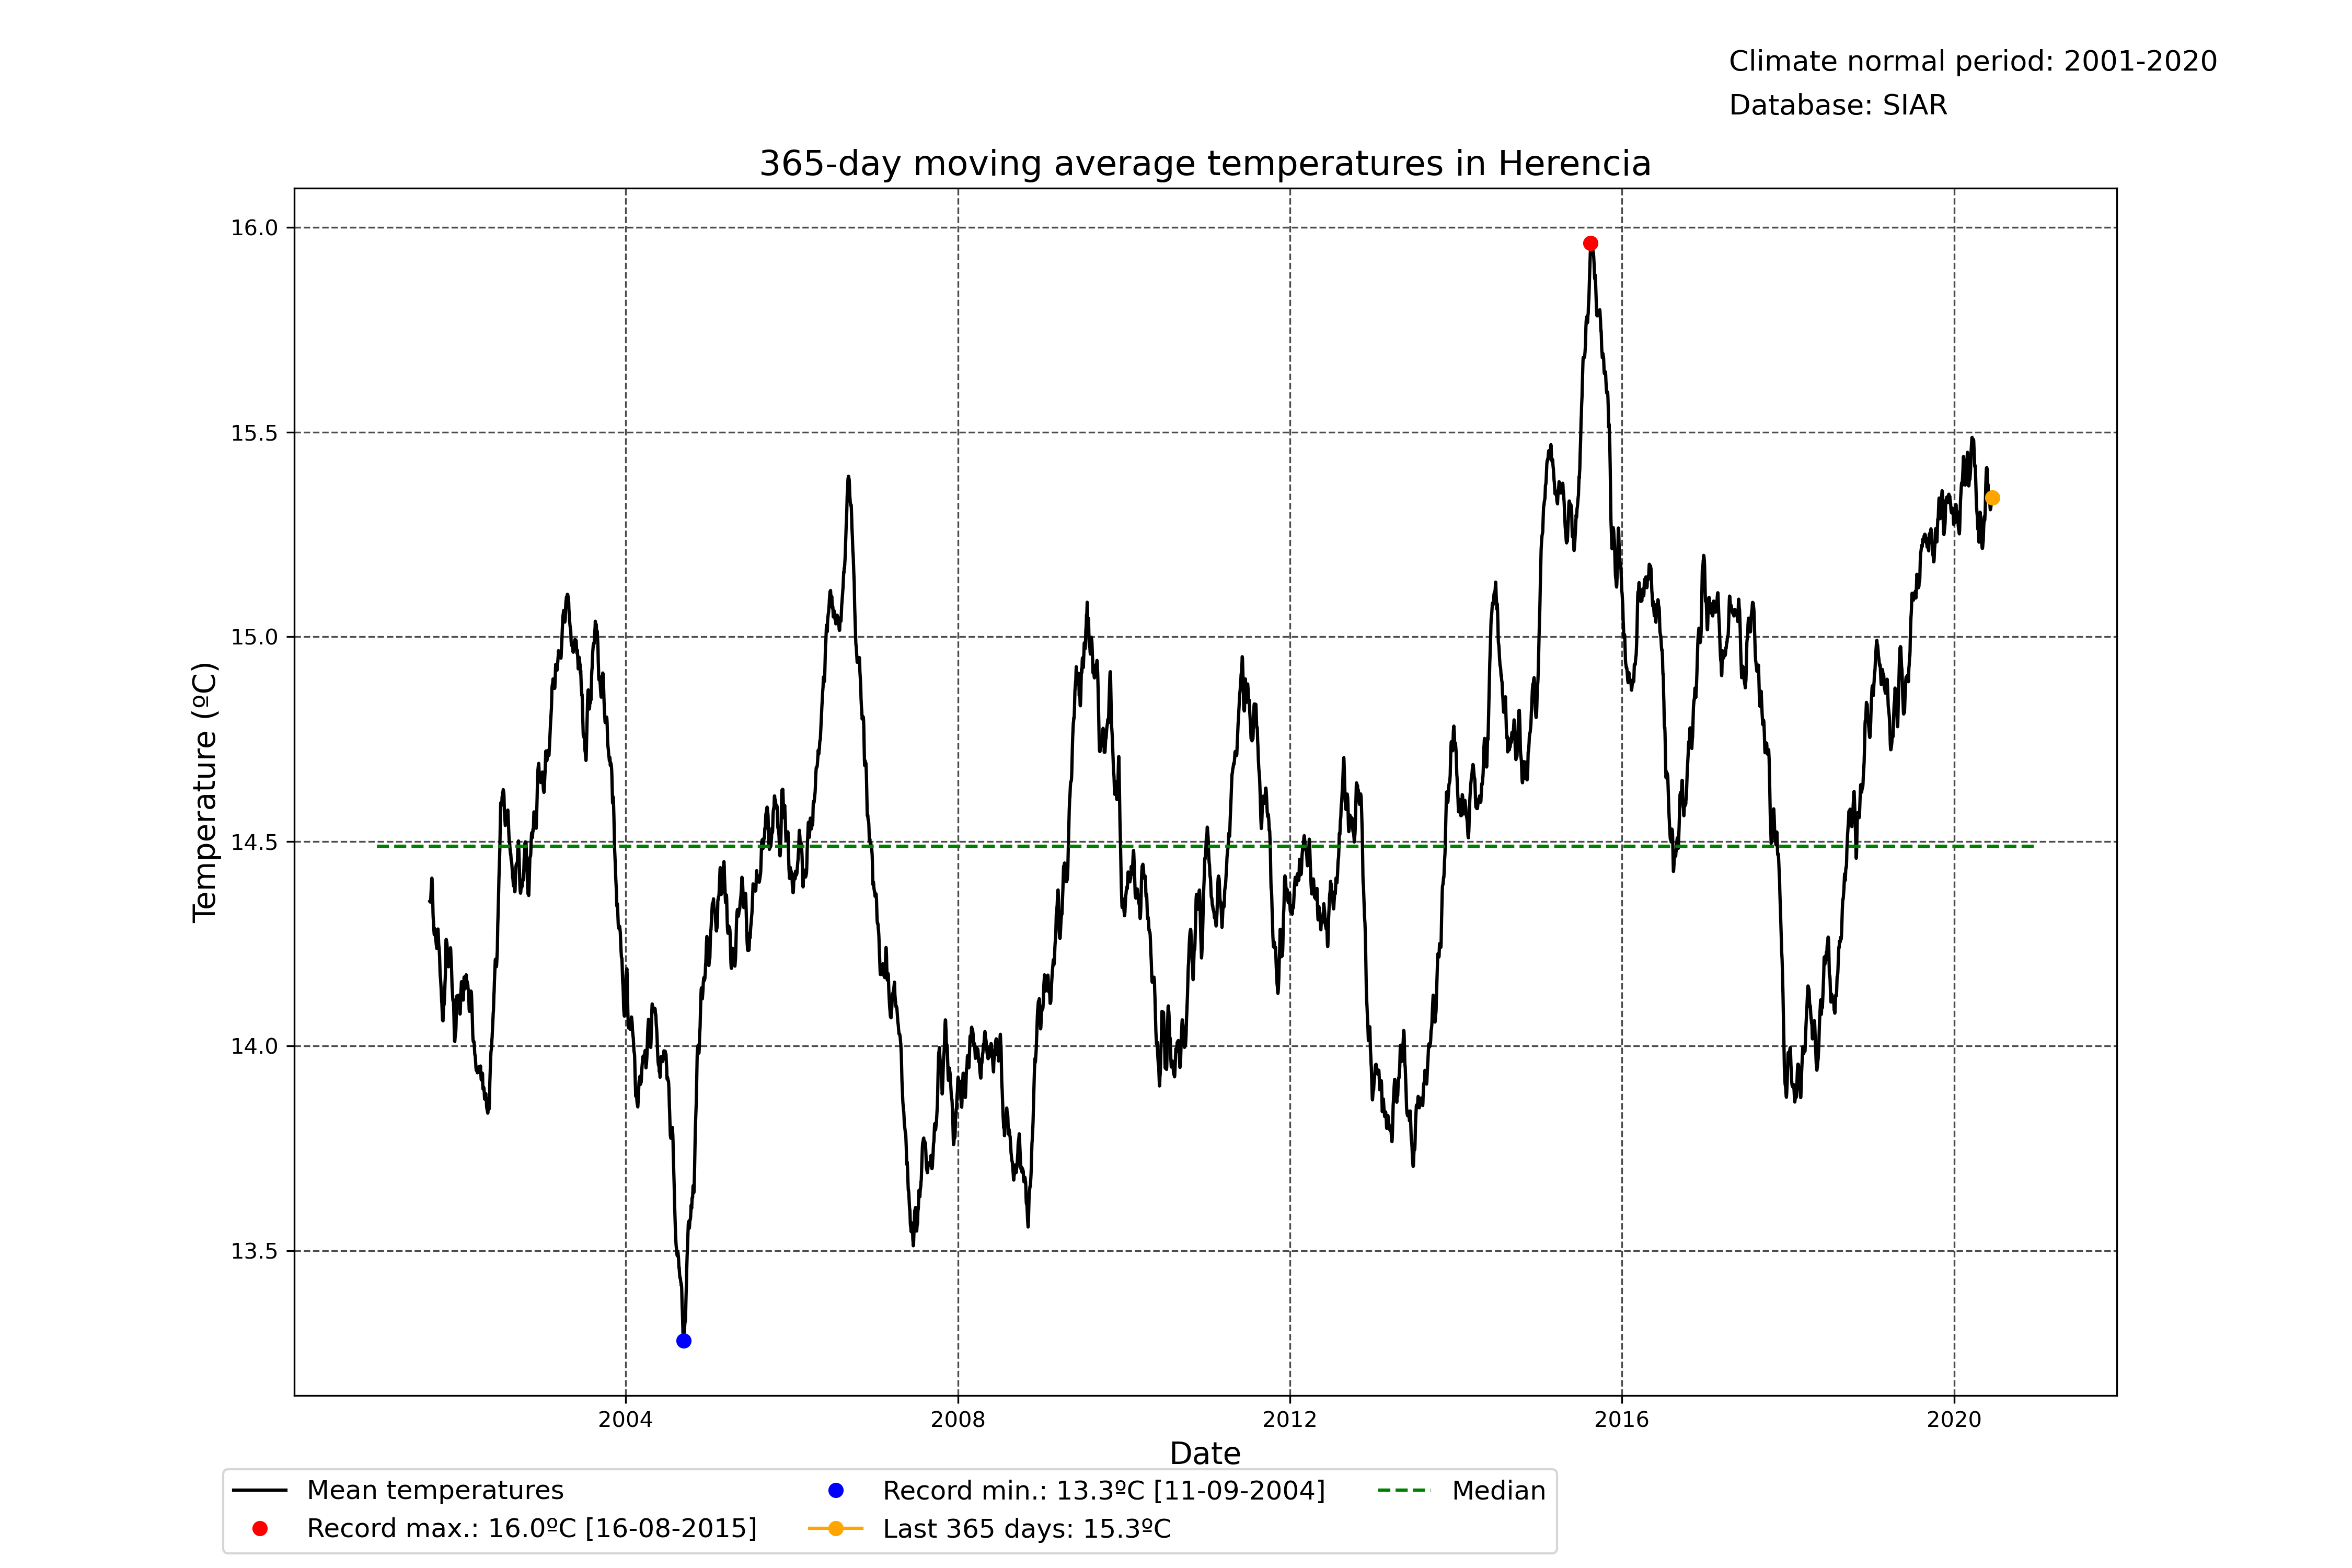 Climate normal period: 2001-2020
Database: SIAR
365-day moving average temperatures in Herencia
16.0
15.5
15.0
14.5
14.0
13.5
Temperature (ºC)
2004 2008 2012 2016 2020
Date
Mean temperatures
Record max.: 16.0ºC [16-08-2015]
Record min.: 13.3ºC [11-09-2004]
Last 365 days: 15.3ºC
Median